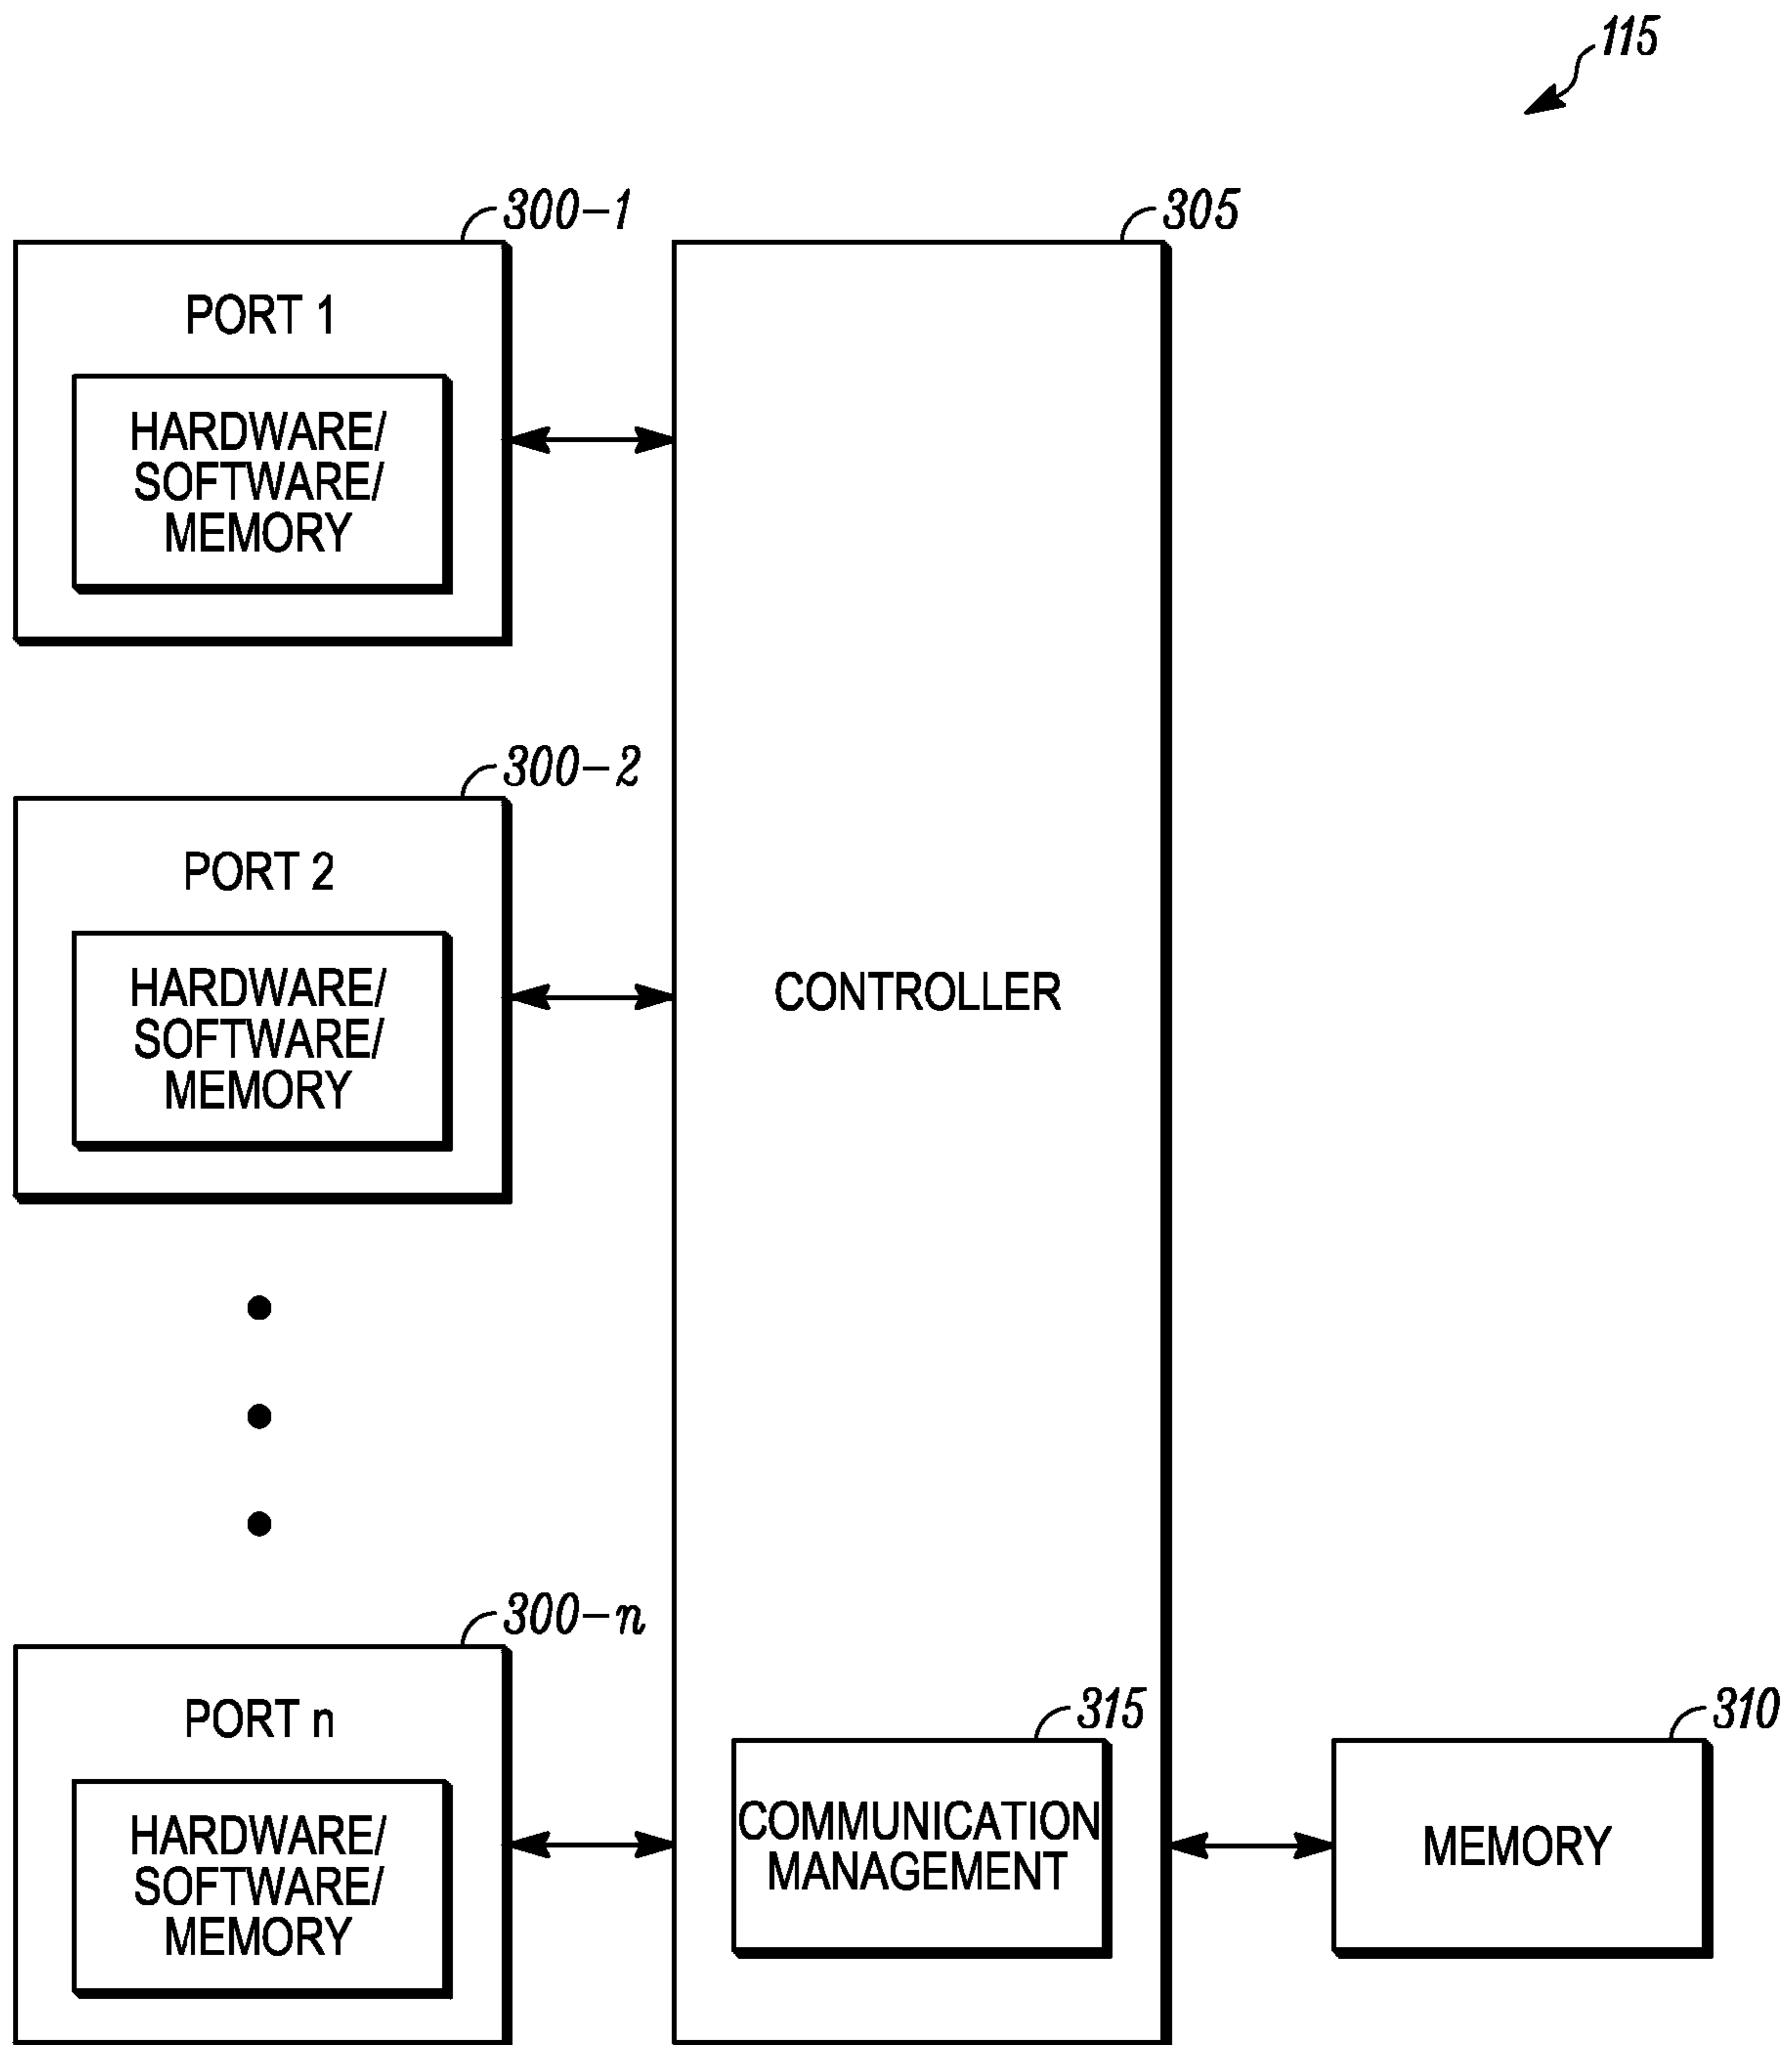 115
300-1
305
PORT 1
HARDWARE/
SOFTWARE/
MEMORY
300-2
PORT 2
HARDWARE/
SOFTWARE/
MEMORY
CONTROLLER
300-n
PORT n
HARDWARE/
SOFTWARE/
MEMORY
315
COMMUNICATION
MANAGEMENT
310
MEMORY